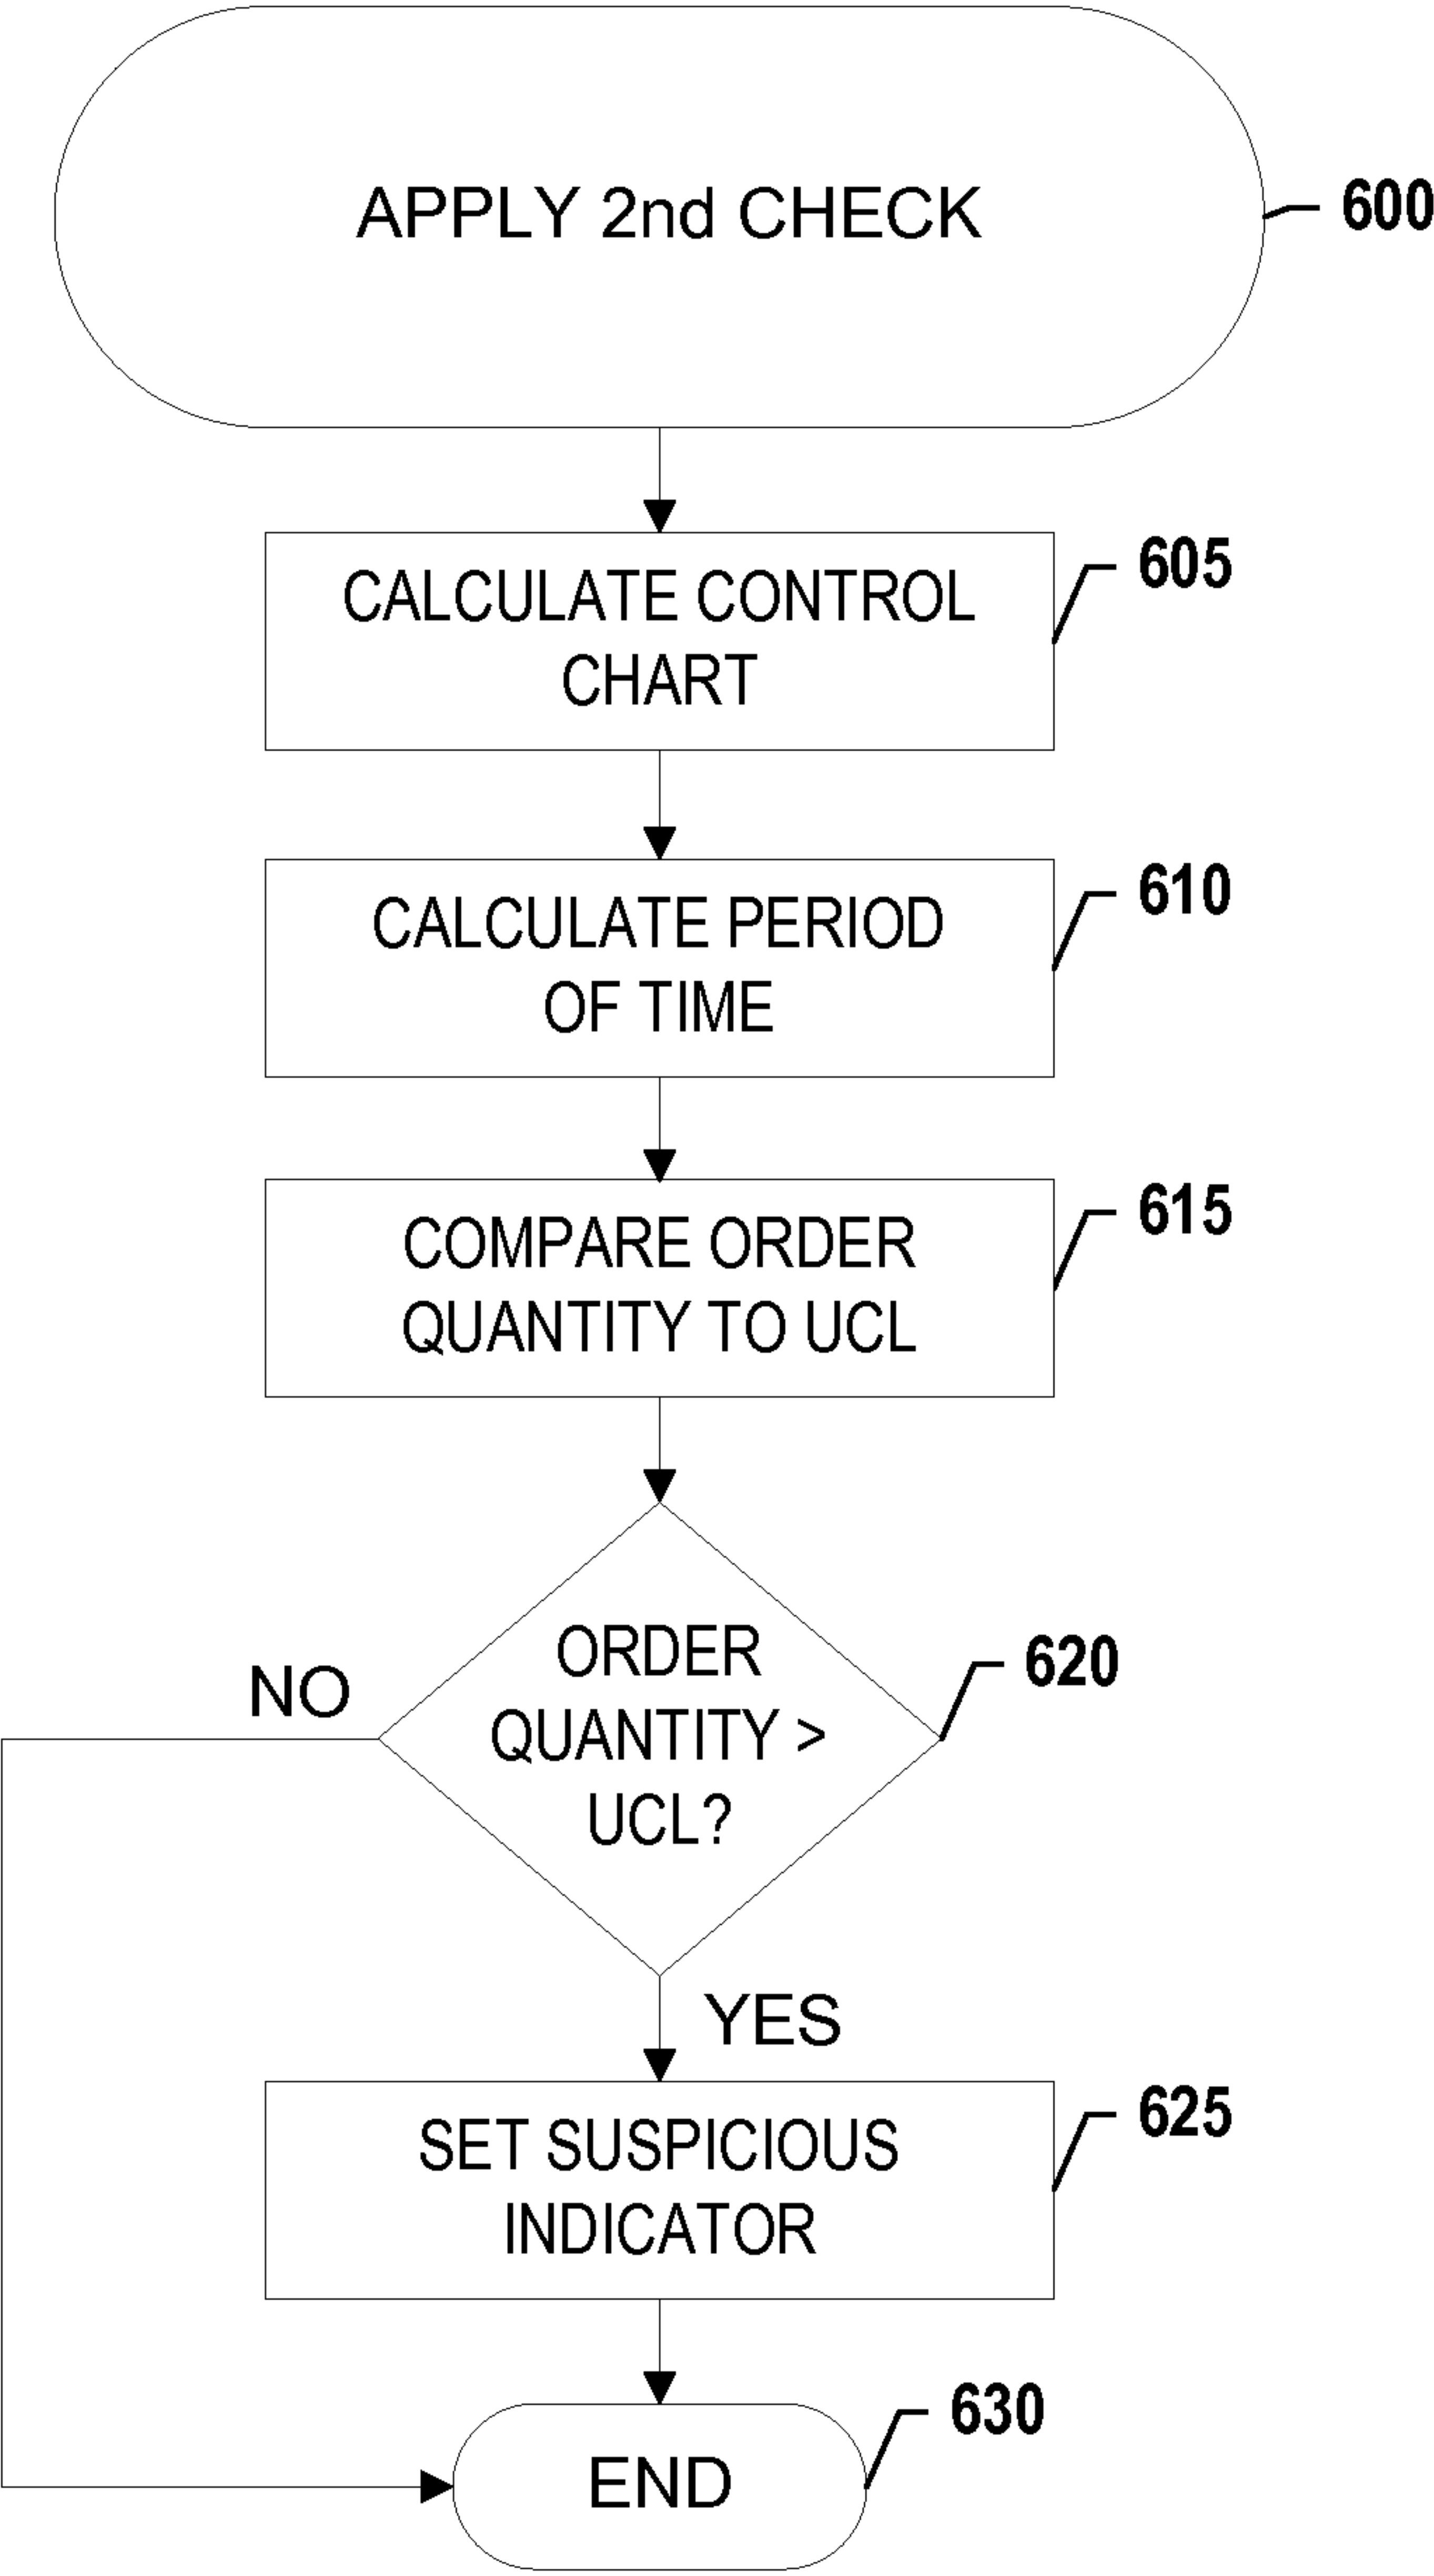 APPLY 2nd CHECK
600
CALCULATE CONTROL
CHART
605
CALCULATE PERIOD
OF TIME
610
COMPARE ORDER
QUANTITY TO UCL
615
ORDER
QUANTITY >
UCL?
620
NO
YES
SET SUSPICIOUS
INDICATOR
625
END
630